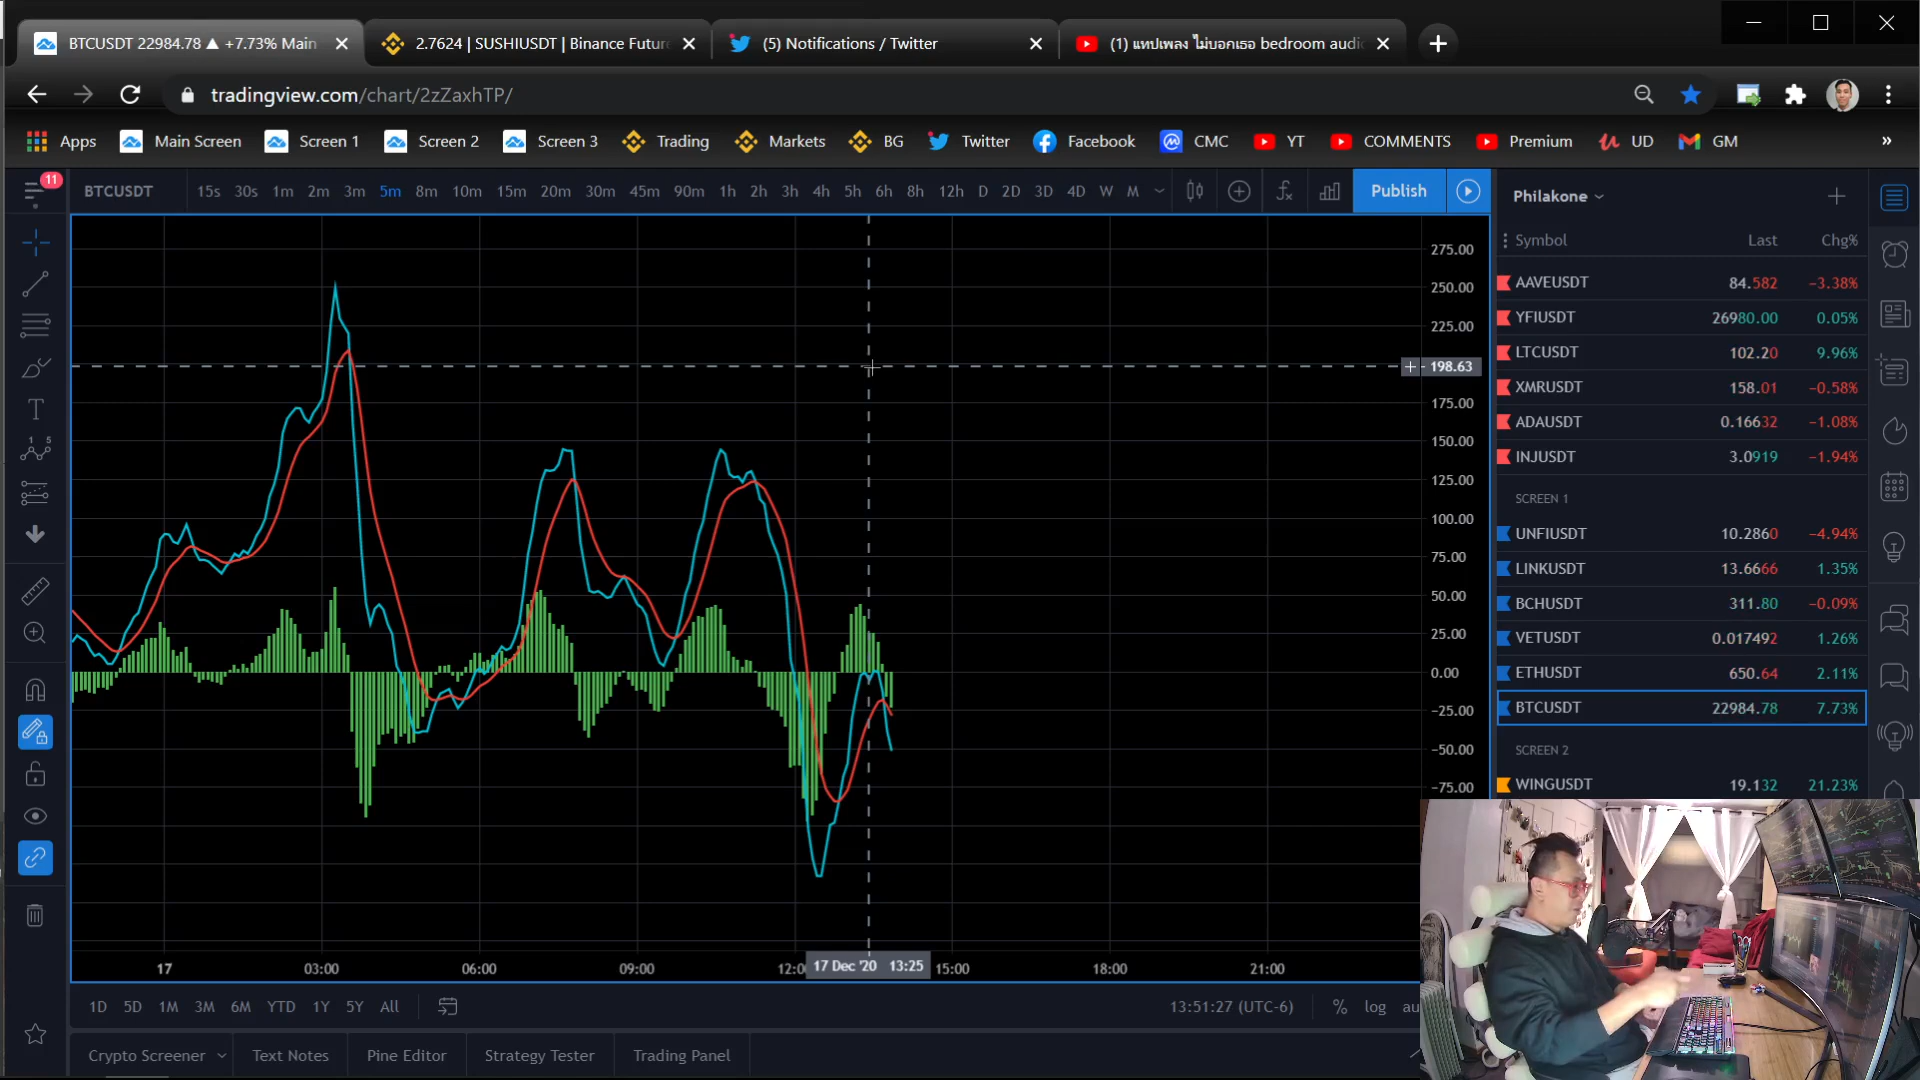 BTCUSDT 22984.78 ▲ +7.73% Main
2.7624 | SUSHIUSDT | Binance Futur
(5) Notifications / Twitter
(1) แทปเพลง ไม่บอกเธอ bedroom audi
tradingview.com/chart/2zZaxhTP/
Apps Main Screen Screen 1 Screen 2 Screen 3 Trading Markets BG Twitter Facebook CMC YT COMMENTS Premium UD GM »
11
BTCUSDT 15s 30s 1m 2m 3m 5m 8m 10m 15m 20m 30m 45m 90m 1h 2h 3h 4h 5h 6h 8h 12h D 2D 3D 4D W M Publish
Philakone
Symbol Last Chg%
AAVEUSDT 84.582 −3.38%
YFIUSDT 26980.00 0.05%
LTCUSDT 102.20 9.96%
XMRUSDT 158.01 −0.58%
ADAUSDT 0.16632 −1.08%
INJUSDT 3.0919 −1.94%
SCREEN 1
UNFIUSDT 10.2860 −4.94%
LINKUSDT 13.6666 1.35%
BCHUSDT 311.80 −0.09%
VETUSDT 0.017492 1.26%
ETHUSDT 650.64 2.11%
BTCUSDT 22984.78 7.73%
SCREEN 2
WINGUSDT 19.132 21.23%
275.00
250.00
225.00
198.63
175.00
150.00
125.00
100.00
75.00
50.00
25.00
0.00
−25.00
−50.00
−75.00
17 03:00 06:00 09:00 12:0 17 Dec '20 13:25 15:00 18:00 21:00
1D 5D 1M 3M 6M YTD 1Y 5Y All 13:51:27 (UTC-6) % log au
Crypto Screener Text Notes Pine Editor Strategy Tester Trading Panel